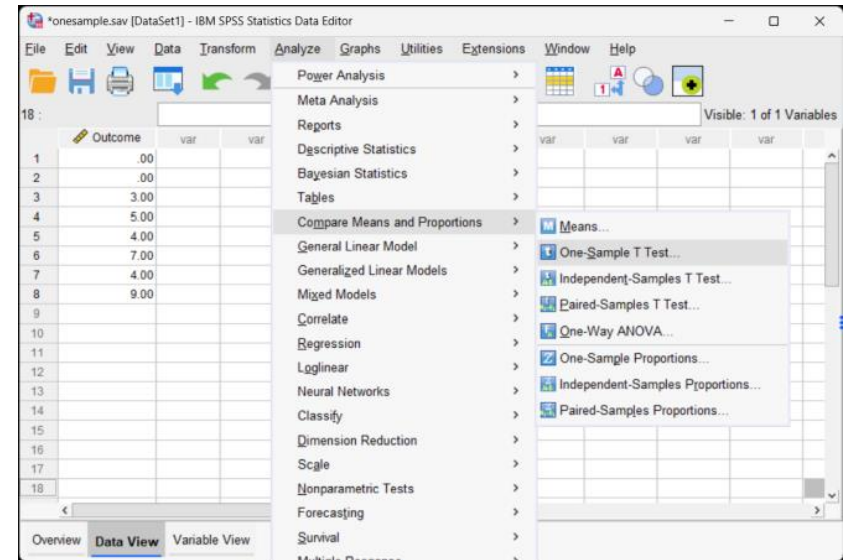 *onesample.sav [DataSet1] - IBM SPSS Statistics Data Editor
File Edit View Data Transform Analyze Graphs Utilities Extensions Window Help
18 :
Visible: 1 of 1 Variables
Outcome var var var var var var
1 .00
2 .00
3 3.00
4 5.00
5 4.00
6 7.00
7 4.00
8 9.00
9
10
11
12
13
14
15
16
17
18
Power Analysis
Meta Analysis
Reports
Descriptive Statistics
Bayesian Statistics
Tables
Compare Means and Proportions
General Linear Model
Generalized Linear Models
Mixed Models
Correlate
Regression
Loglinear
Neural Networks
Classify
Dimension Reduction
Scale
Nonparametric Tests
Forecasting
Survival
Multiple Response
Means...
One-Sample T Test...
Independent-Samples T Test...
Paired-Samples T Test...
One-Way ANOVA...
One-Sample Proportions...
Independent-Samples Proportions...
Paired-Samples Proportions...
Overview Data View Variable View